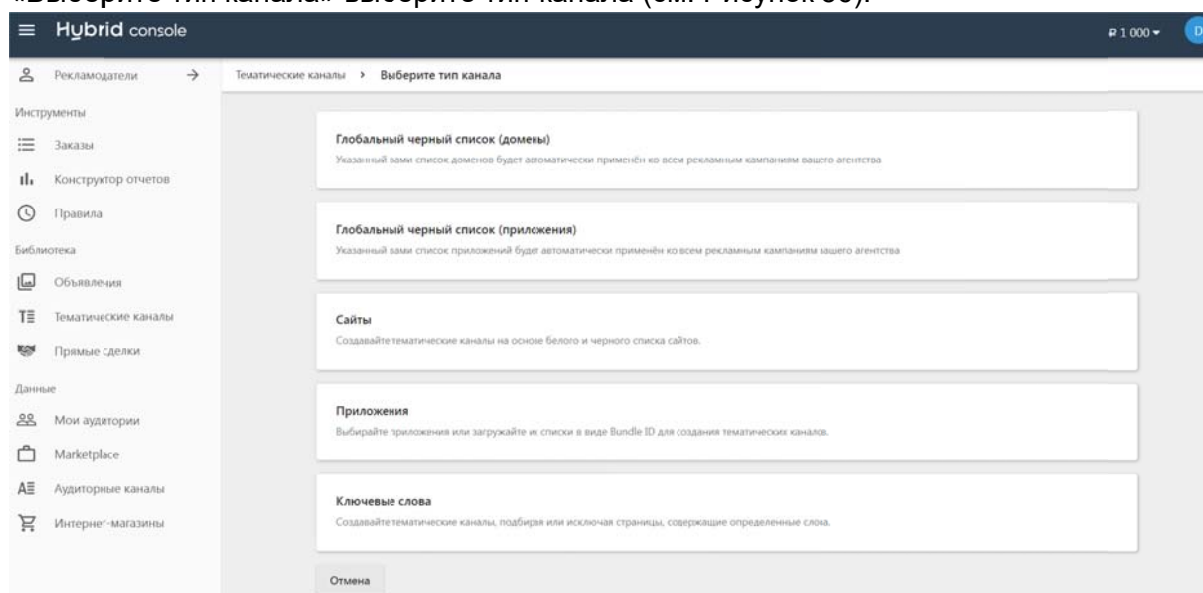 «Выберите тип канала» выберите тип канала (см. Рисунок
Hybrid console
₽ 1 000
D
Рекламодатели
Тематические каналы > Выберите тип канала
Инструменты
Заказы
Конструктор отчетов
Правила
Библиотека
Объявления
Тематические каналы
Прямые сделки
Данные
Мои аудитории
Marketplace
Аудиторные каналы
Интернет-магазины
Глобальный черный список (домены)
Указанный вами список доменов будет автоматически применён ко всем рекламным кампаниям вашего агентства
Глобальный черный список (приложения)
Указанный вами список приложений будет автоматически применён ко всем рекламным кампаниям вашего агентства
Сайты
Создавайте тематические каналы на основе белого и черного списка сайтов.
Приложения
Выбирайте приложения или загружайте их списки в виде Bundle ID для создания тематических каналов.
Ключевые слова
Создавайте тематические каналы, подбирая или исключая страницы, содержащие определенные слова.
Отмена